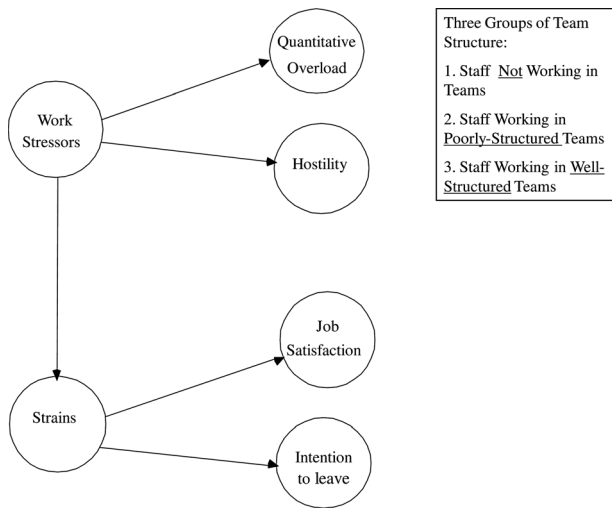 Quantitative
Overload
Work
Stressors
Hostility
Job
Satisfaction
Strains
Intention
to leave
Three Groups of Team
Structure:
1. Staff Not Working in
Teams
2. Staff Working in
Poorly-Structured Teams
3. Staff Working in Well-
Structured Teams